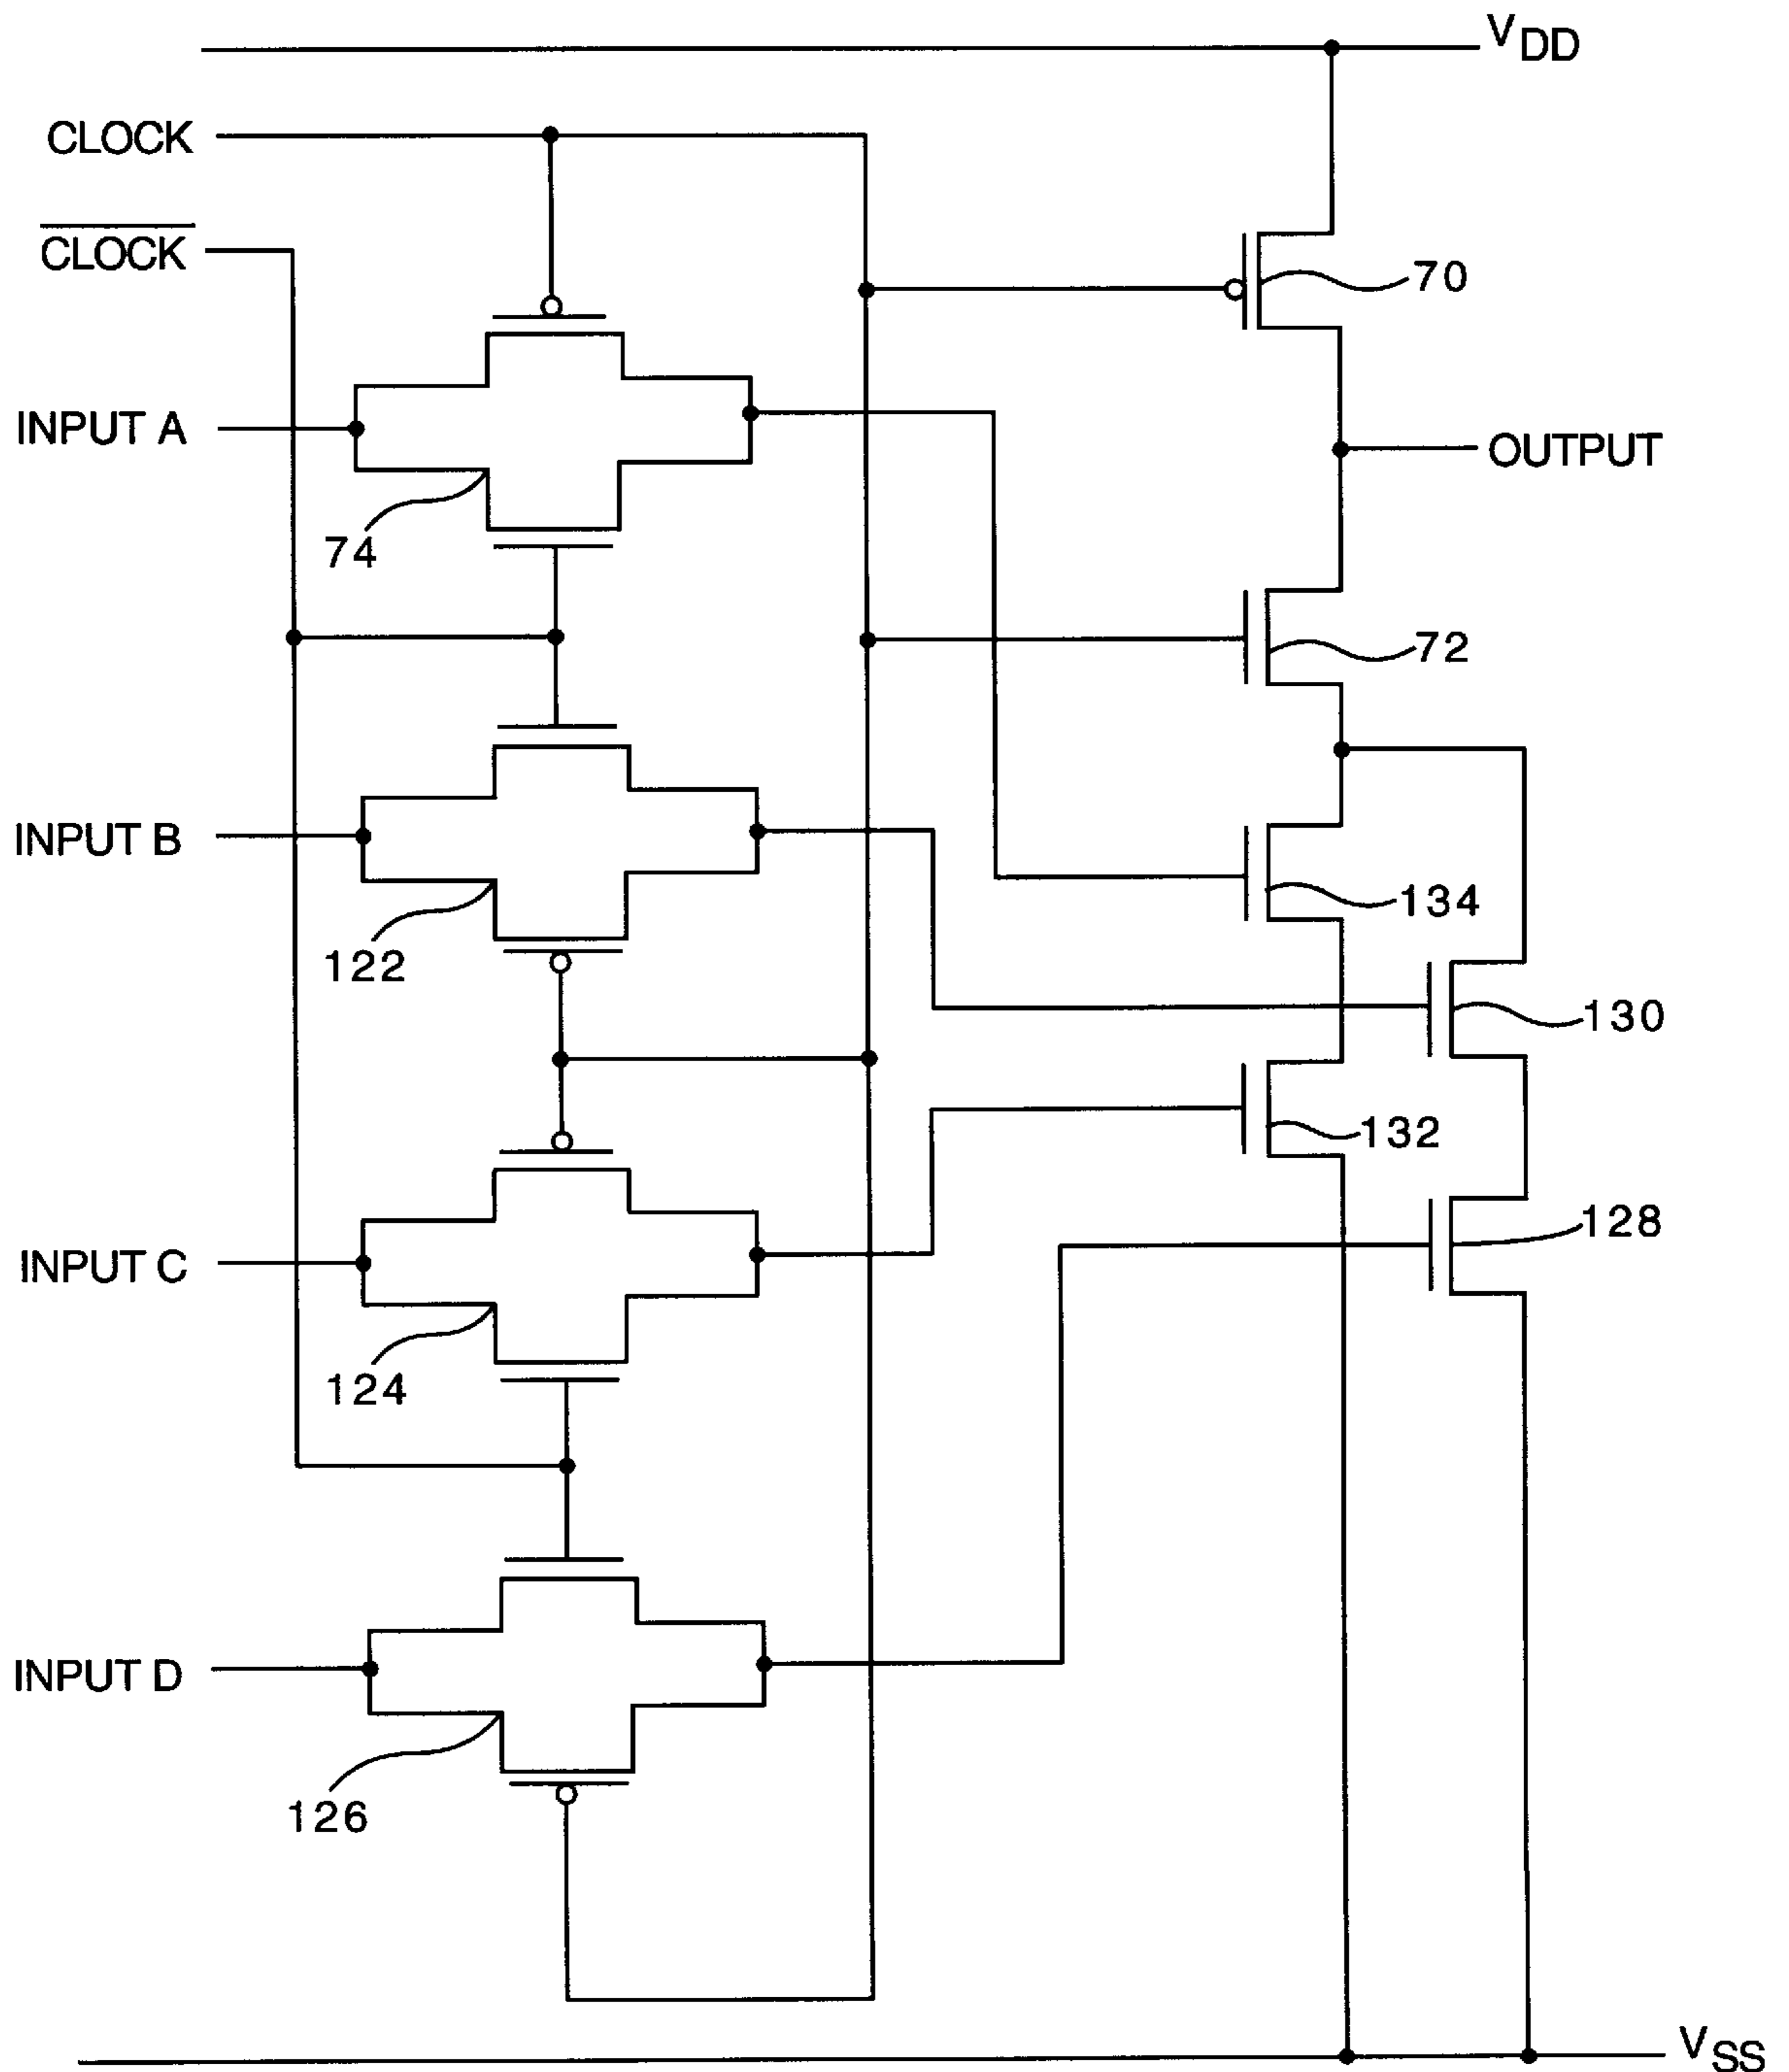 VDD
CLOCK
CLOCK
70
INPUT A
OUTPUT
74
72
INPUT B
134
122
130
132
INPUT C
128
124
INPUT D
126
VSS